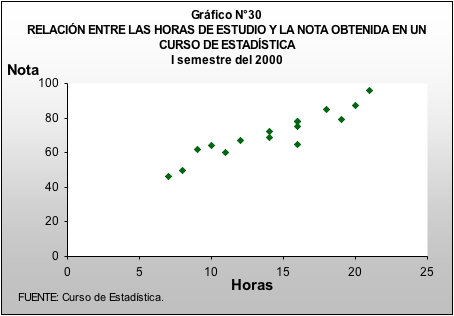 Gráfico N°30
RELACIÓN ENTRE LAS HORAS DE ESTUDIO Y LA NOTA OBTENIDA EN UN
CURSO DE ESTADÍSTICA
I semestre del 2000
Nota
100
80
60
40
20
0
0 5 10 15 20 25
Horas
FUENTE: Curso de Estadística.